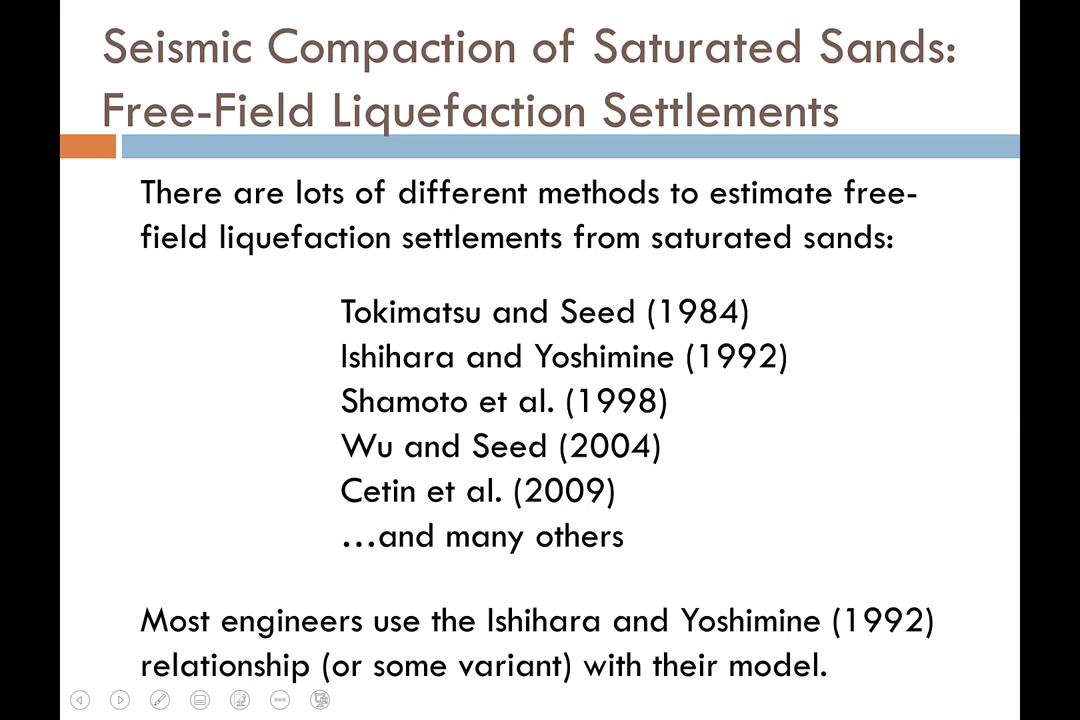 Seismic Compaction of Saturated Sands:
Free-Field Liquefaction Settlements
There are lots of different methods to estimate free-
field liquefaction settlements from saturated sands:
Tokimatsu and Seed (1984)
Ishihara and Yoshimine (1992)
Shamoto et al. (1998)
Wu and Seed (2004)
Cetin et al. (2009)
…and many others
Most engineers use the Ishihara and Yoshimine (1992)
relationship (or some variant) with their model.